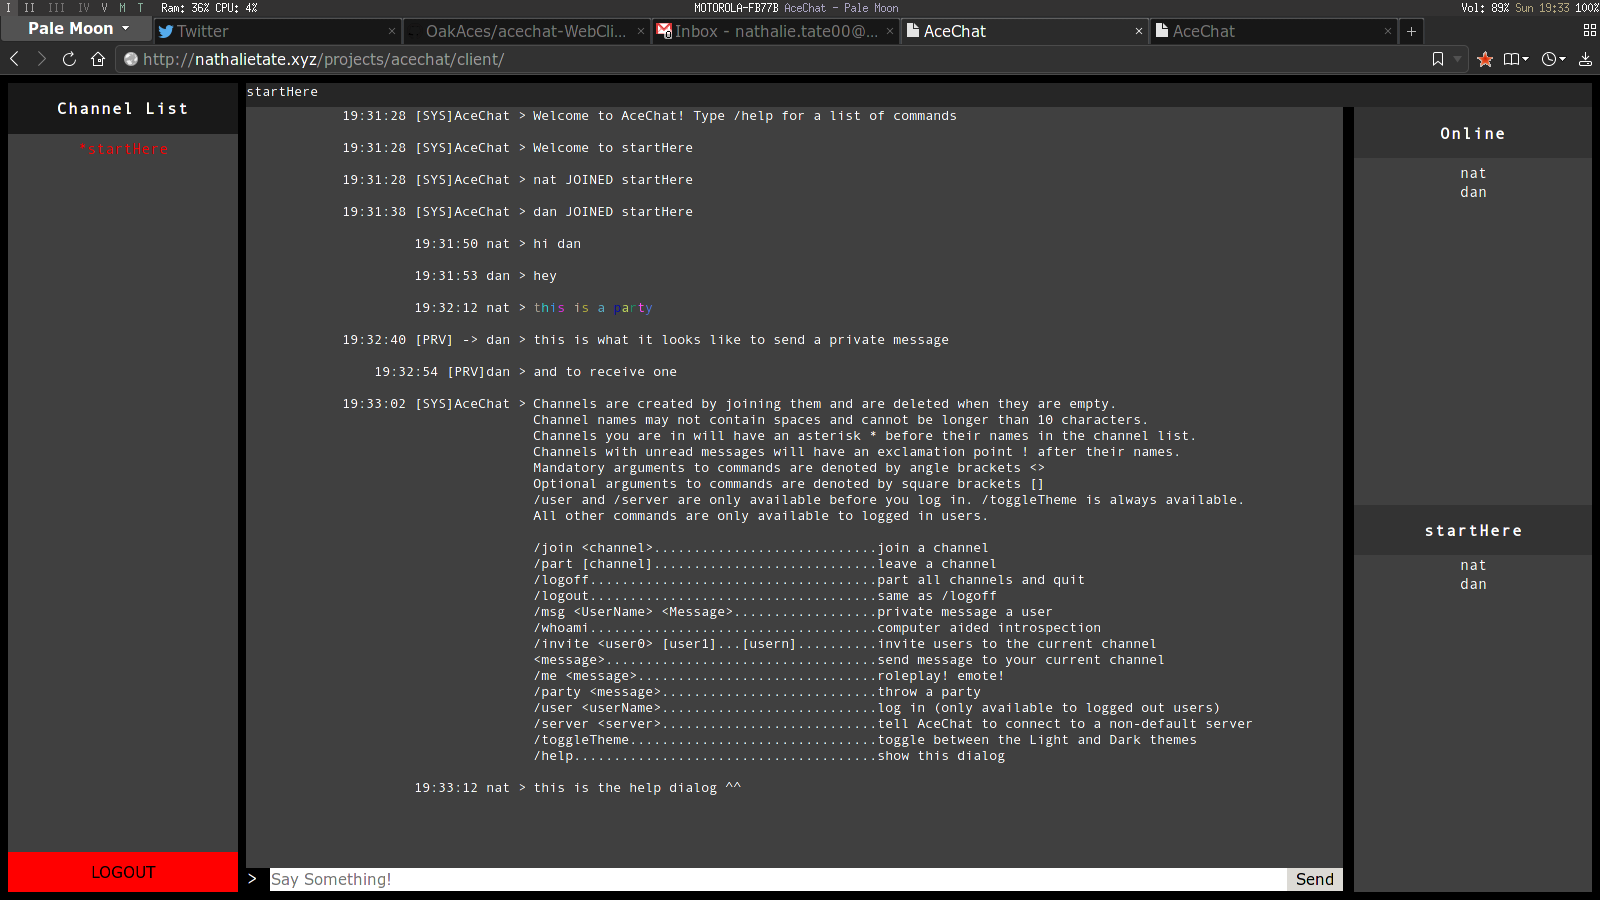 I II III IV V M T Ram: 36% CPU: 4% MOTOROLA-FB77B AceChat - Pale Moon Vol: 89% Sun 19:33 100%
Pale Moon Twitter OakAces/acechat-WebCli... Inbox - nathalie.tate00@... AceChat AceChat
http://nathalietate.xyz/projects/acechat/client/
Channel List
*startHere
LOGOUT
startHere
19:31:28 [SYS]AceChat > Welcome to AceChat! Type /help for a list of commands
19:31:28 [SYS]AceChat > Welcome to startHere
19:31:28 [SYS]AceChat > nat JOINED startHere
19:31:38 [SYS]AceChat > dan JOINED startHere
19:31:50 nat > hi dan
19:31:53 dan > hey
19:32:12 nat > this is a party
19:32:40 [PRV] -> dan > this is what it looks like to send a private message
19:32:54 [PRV]dan > and to receive one
19:33:02 [SYS]AceChat > Channels are created by joining them and are deleted when they are empty.
Channel names may not contain spaces and cannot be longer than 10 characters.
Channels you are in will have an asterisk * before their names in the channel list.
Channels with unread messages will have an exclamation point ! after their names.
Mandatory arguments to commands are denoted by angle brackets <>
Optional arguments to commands are denoted by square brackets []
/user and /server are only available before you log in. /toggleTheme is always available.
All other commands are only available to logged in users.
/join <channel>............................join a channel
/part [channel]............................leave a channel
/logoff....................................part all channels and quit
/logout....................................same as /logoff
/msg <UserName> <Message>..................private message a user
/whoami....................................computer aided introspection
/invite <user0> [user1]...[usern]..........invite users to the current channel
<message>..................................send message to your current channel
/me <message>..............................roleplay! emote!
/party <message>...........................throw a party
/user <userName>...........................log in (only available to logged out users)
/server <server>...........................tell AceChat to connect to a non-default server
/toggleTheme...............................toggle between the Light and Dark themes
/help......................................show this dialog
19:33:12 nat > this is the help dialog ^^
> Say Something! Send
Online
nat
dan
startHere
nat
dan